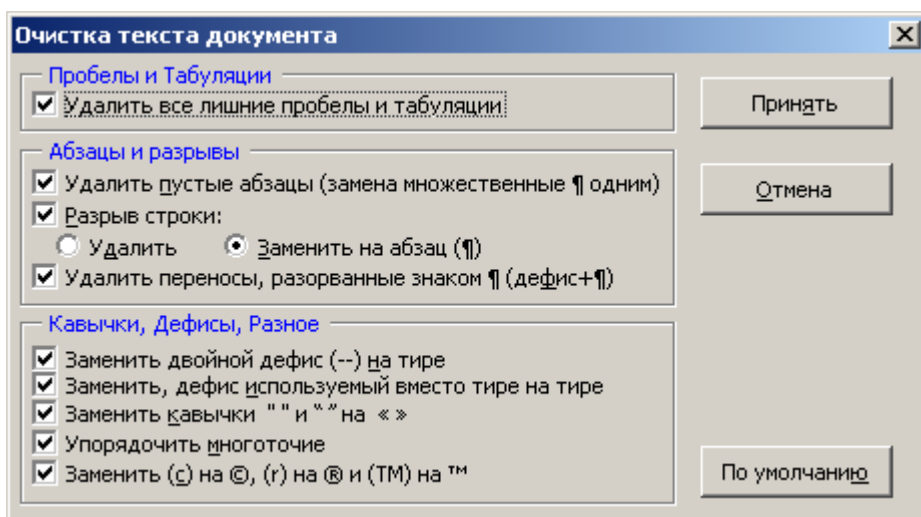 Очистка текста документа
Пробелы и Табуляции
Удалить все лишние пробелы и табуляции
Принять
Абзацы и разрывы
Удалить пустые абзацы (замена множественные ¶ одним)
Отмена
Разрыв строки:
Удалить Заменить на абзац (¶)
Удалить переносы, разорванные знаком ¶ (дефис+¶)
Кавычки, Дефисы, Разное
Заменить двойной дефис (--) на тире
Заменить, дефис используемый вместо тире на тире
Заменить кавычки " " и “ ” на « »
Упорядочить многоточие
Заменить (c) на ©, (r) на ® и (TM) на ™
По умолчанию